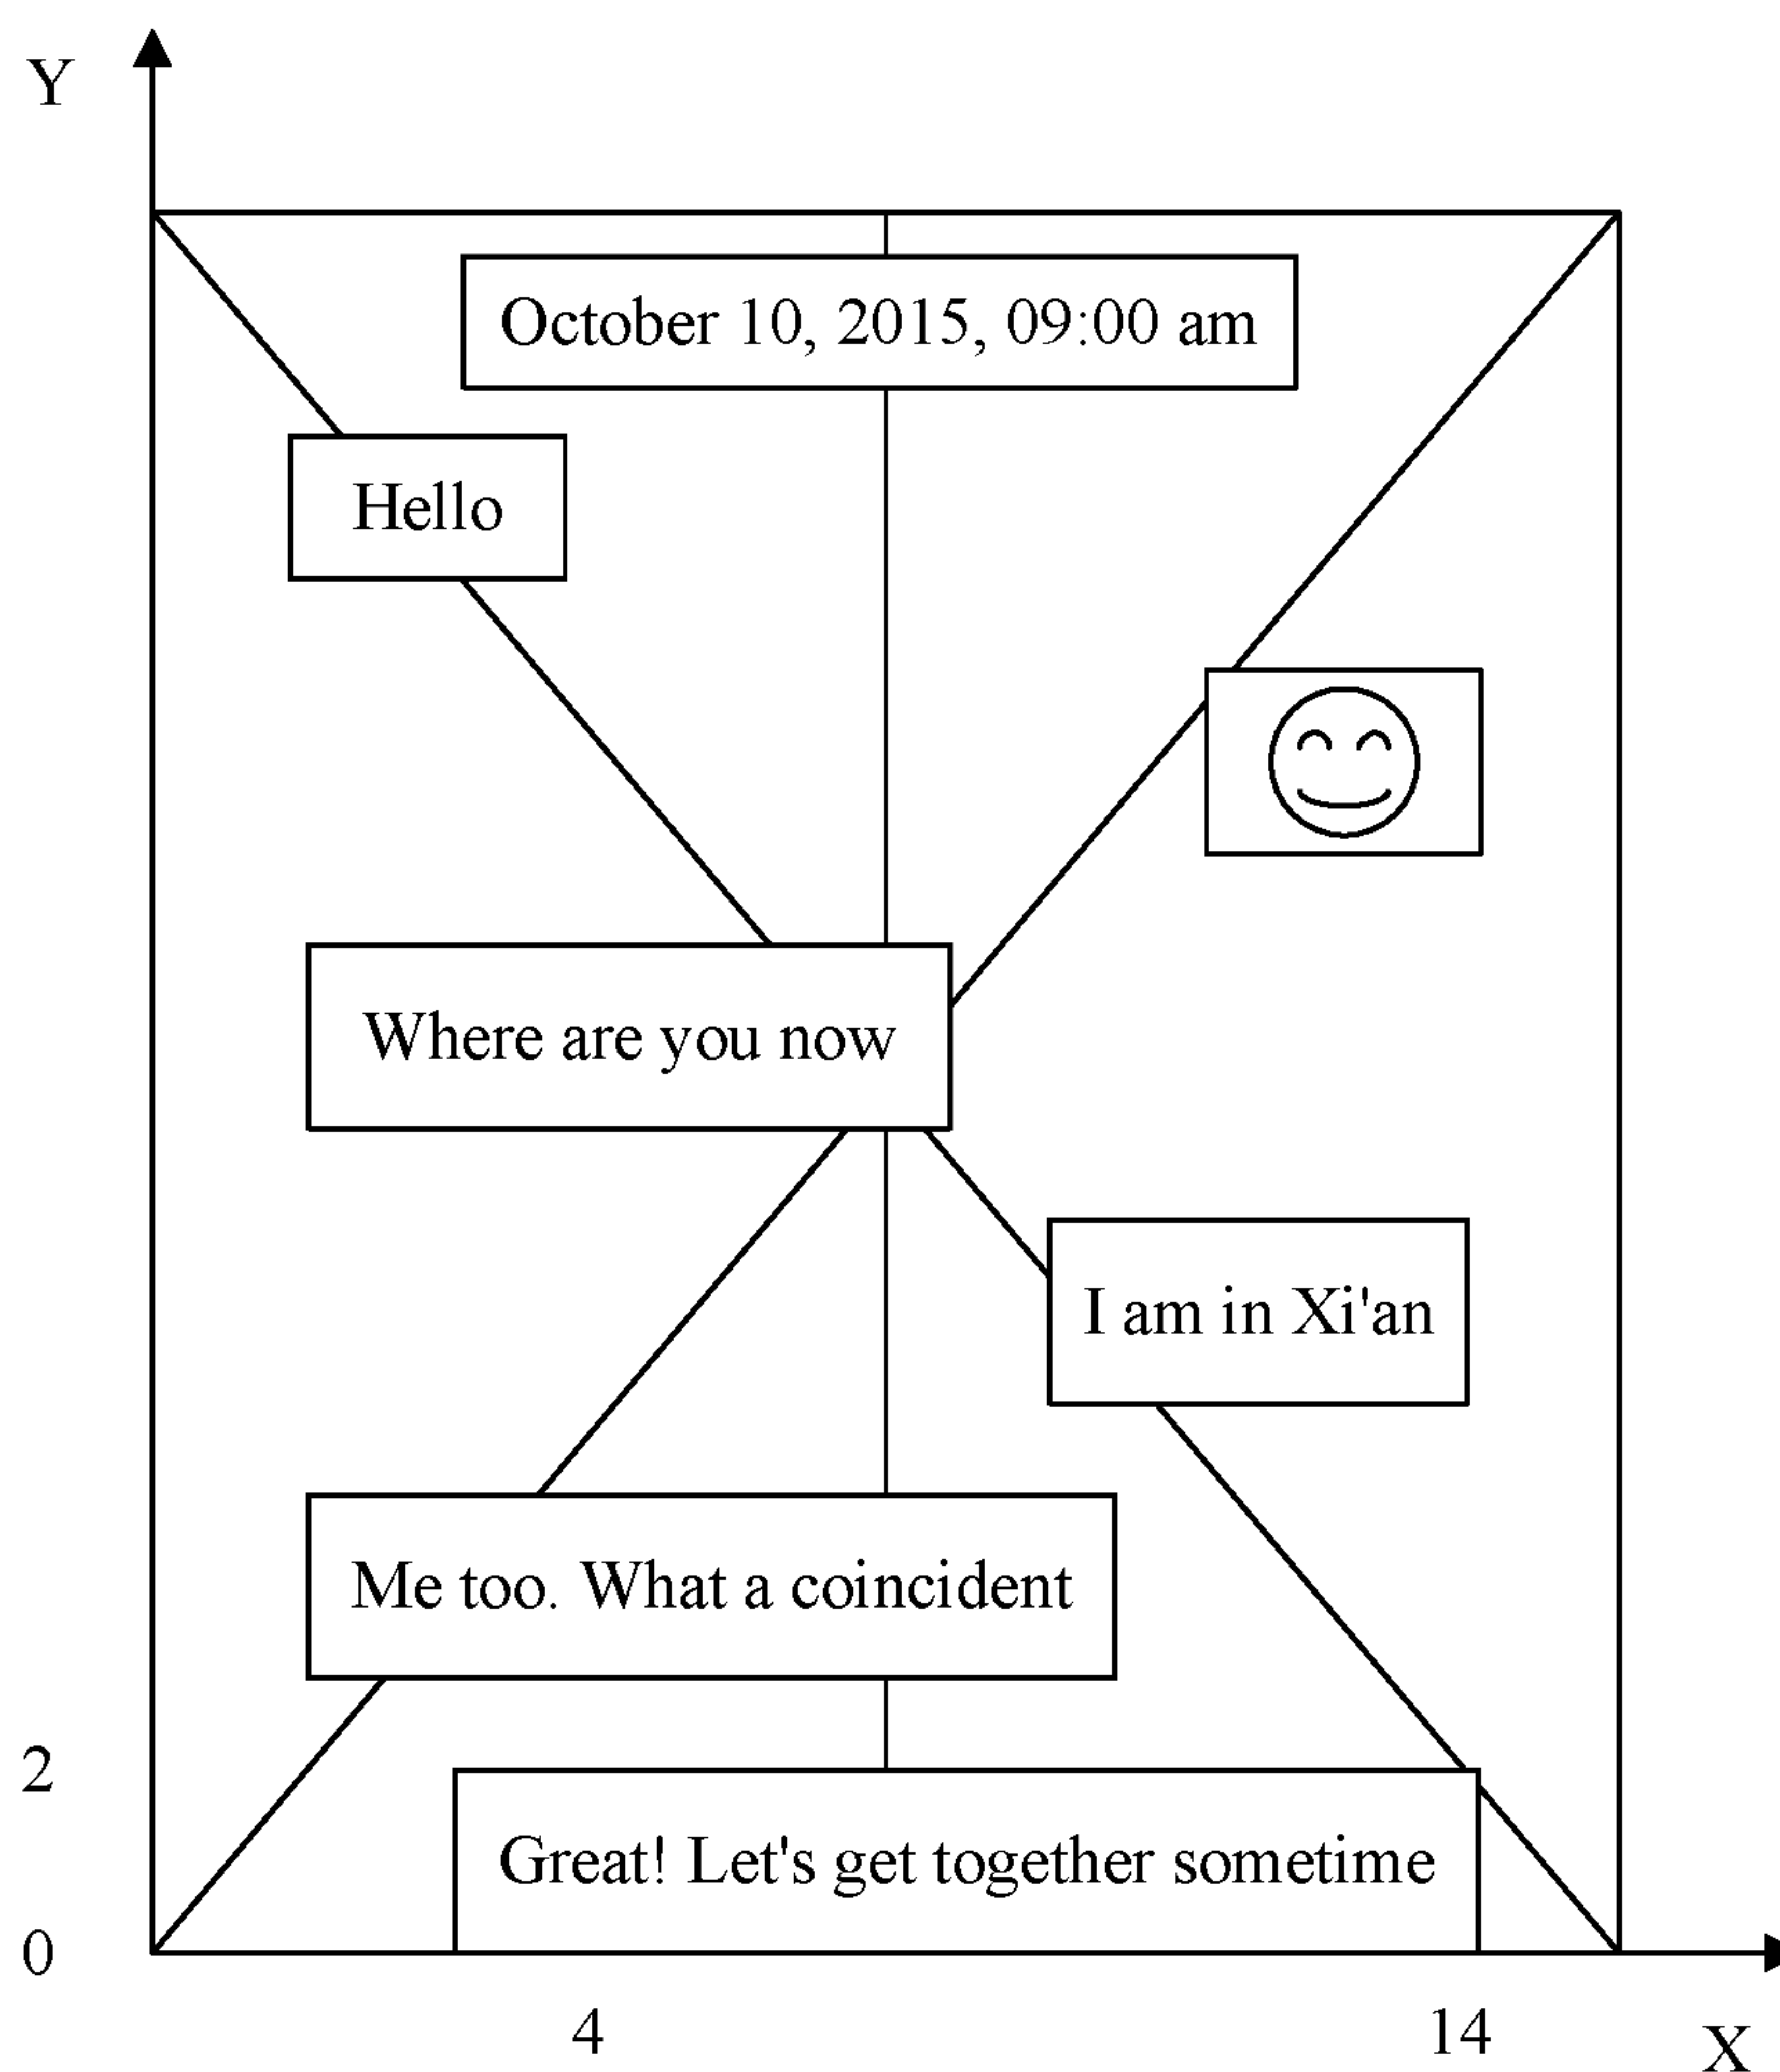 Y
October 10, 2015, 09:00 am
Hello
Where are you now
I am in Xi'an
Me too. What a coincident
2
Great! Let's get together sometime
0
4
14
X